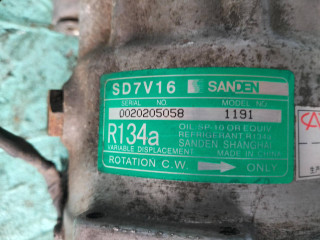 SD7V16 SANDEN
SERIAL NO. MODEL NO.
0020205058 1191
R134a
OIL SP-10 OR EQUIV
REFRIGERANT R134a
SANDEN SHANGHAI
VARIABLE DISPLACEMENT MADE IN CHINA
ROTATION C.W. ONLY